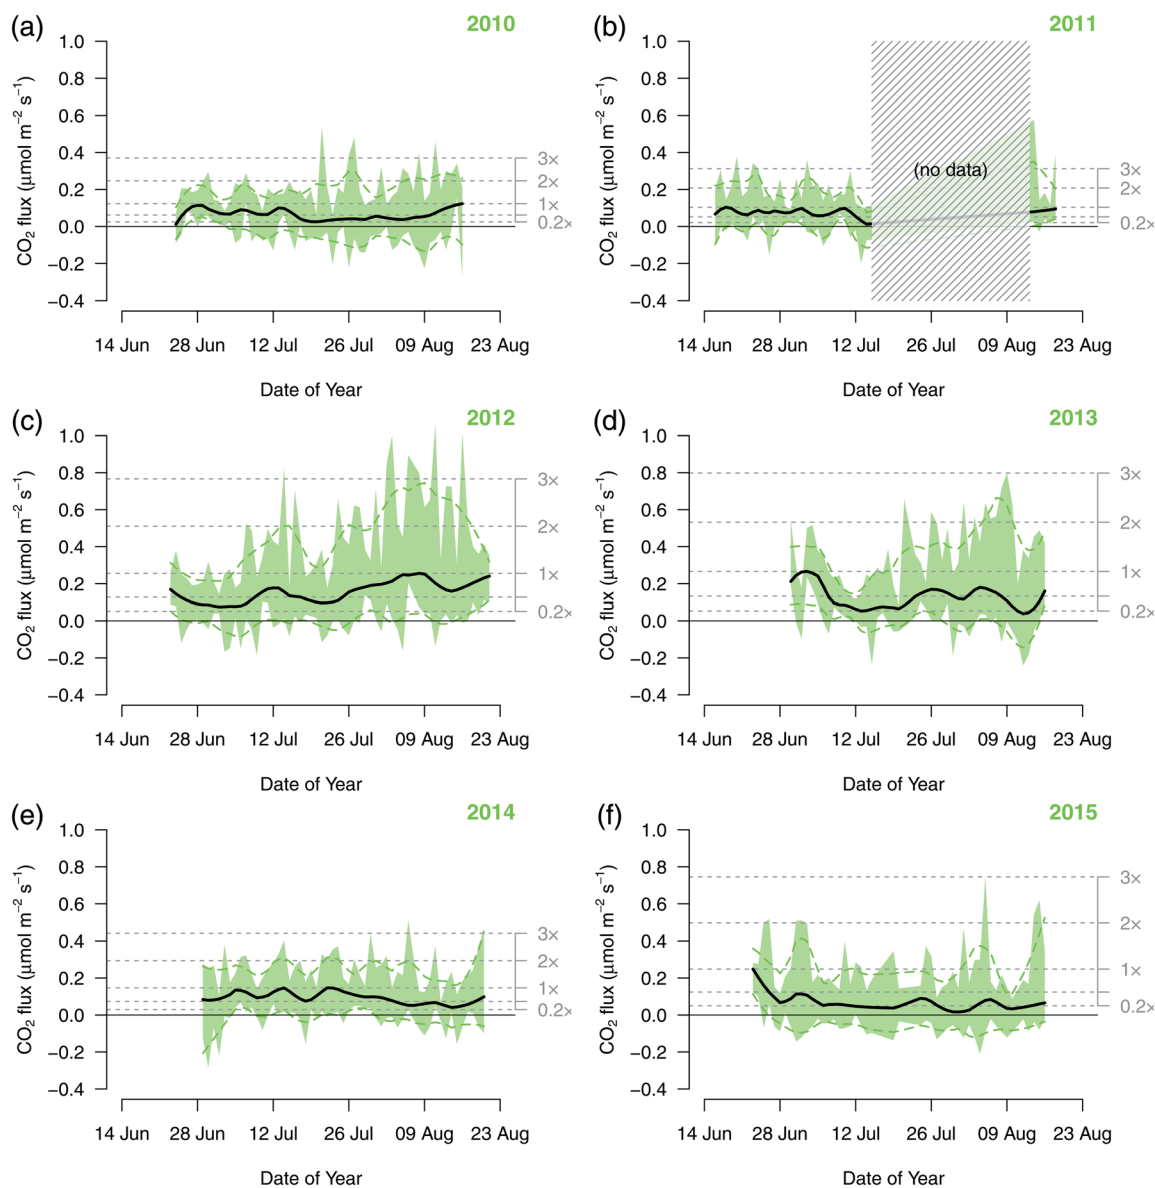 (a) 2010
CO₂ flux (μmol m⁻² s⁻¹)
1.0
0.8
0.6
0.4
0.2
0.0
−0.2
−0.4
3×
2×
1×
0.2×
14 Jun 28 Jun 12 Jul 26 Jul 09 Aug 23 Aug
Date of Year
(b) 2011
CO₂ flux (μmol m⁻² s⁻¹)
1.0
0.8
0.6
0.4
0.2
0.0
−0.2
−0.4
(no data)
3×
2×
1×
0.2×
14 Jun 28 Jun 12 Jul 26 Jul 09 Aug 23 Aug
Date of Year
(c) 2012
CO₂ flux (μmol m⁻² s⁻¹)
1.0
0.8
0.6
0.4
0.2
0.0
−0.2
−0.4
3×
2×
1×
0.2×
14 Jun 28 Jun 12 Jul 26 Jul 09 Aug 23 Aug
Date of Year
(d) 2013
CO₂ flux (μmol m⁻² s⁻¹)
1.0
0.8
0.6
0.4
0.2
0.0
−0.2
−0.4
3×
2×
1×
0.2×
14 Jun 28 Jun 12 Jul 26 Jul 09 Aug 23 Aug
Date of Year
(e) 2014
CO₂ flux (μmol m⁻² s⁻¹)
1.0
0.8
0.6
0.4
0.2
0.0
−0.2
−0.4
3×
2×
1×
0.2×
14 Jun 28 Jun 12 Jul 26 Jul 09 Aug 23 Aug
Date of Year
(f) 2015
CO₂ flux (μmol m⁻² s⁻¹)
1.0
0.8
0.6
0.4
0.2
0.0
−0.2
−0.4
3×
2×
1×
0.2×
14 Jun 28 Jun 12 Jul 26 Jul 09 Aug 23 Aug
Date of Year